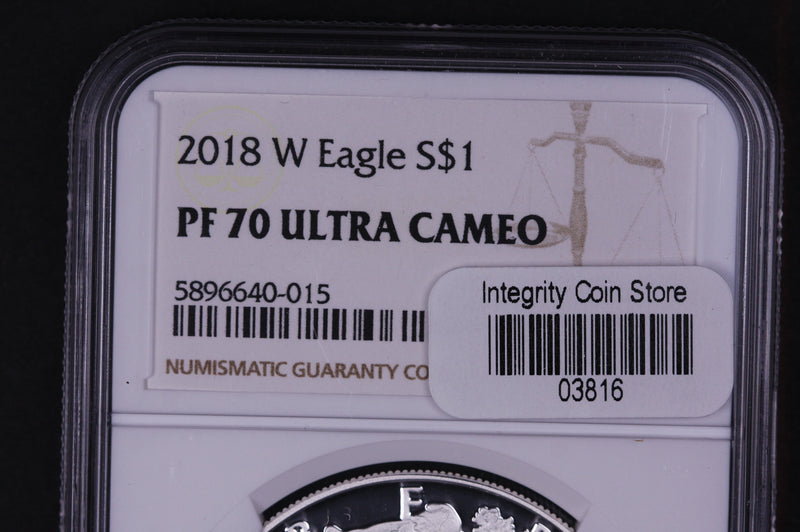 2018 W Eagle S$1
PF 70 ULTRA CAMEO
5896640-015
NUMISMATIC GUARANTY CO
Integrity Coin Store
03816
E